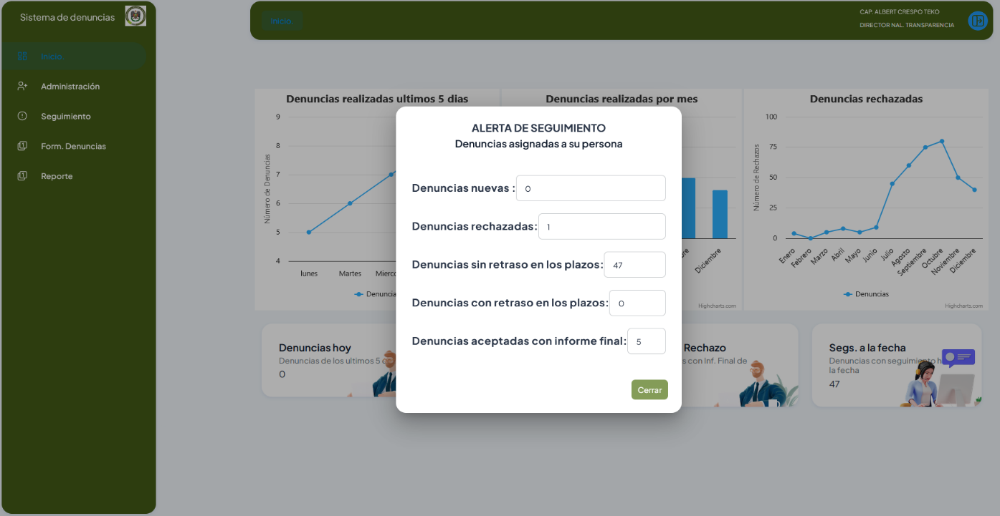 Sistema de denuncias
Inicio.
CAP. ALBERT CRESPO TEKO
DIRECTOR NAL. TRANSPARENCIA
Inicio.
Administración
Seguimiento
Form. Denuncias
Reporte
Denuncias realizadas ultimos 5 dias
9
8
7
6
5
4
Número de Denuncias
lunes
Martes
Denuncia
Denuncias realizadas por mes
Diciembre
Highcharts.com
Denuncias rechazadas
100
75
50
25
0
Número de Rechazos
Enero
Febrero
Marzo
Abril
Mayo
Junio
Julio
Agosto
Septiembre
Octubre
Noviembre
Diciembre
Denuncias
Highcharts.com
ALERTA DE SEGUIMIENTO
Denuncias asignadas a su persona
Denuncias nuevas : 0
Denuncias rechazadas: 1
Denuncias sin retraso en los plazos: 47
Denuncias con retraso en los plazos: 0
Denuncias aceptadas con informe final: 5
Cerrar
Denuncias hoy
Denuncias de los ultimos 5
0
Rechazo
s con Inf. Final de
Segs. a la fecha
Denuncias con seguimiento
la fecha
47